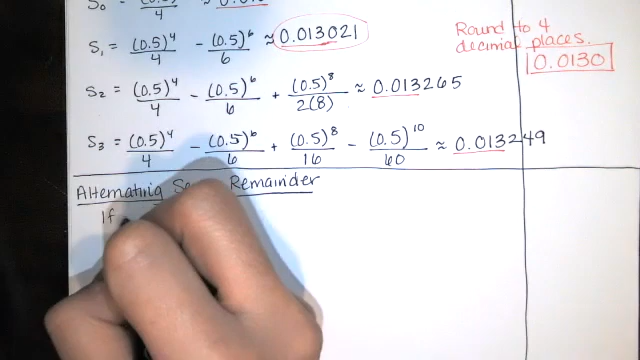 S₁ = (0.5)⁴/4 - (0.5)⁶/6 ≈ 0.013021
Round to 4
decimal places.
0.0130
S₂ = (0.5)⁴/4 - (0.5)⁶/6 + (0.5)⁸/2(8) ≈ 0.013265
S₃ = (0.5)⁴/4 - (0.5)⁶/6 + (0.5)⁸/16 - (0.5)¹⁰/60 ≈ 0.013249
Alternating Remainder
If